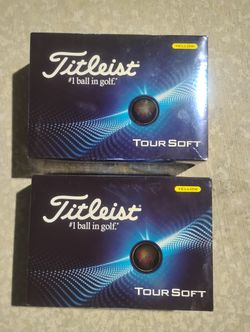 YELLOW
Titleist
#1 ball in golf.
TOUR SOFT
YELLOW
Titleist
#1 ball in golf.
TOUR SOFT